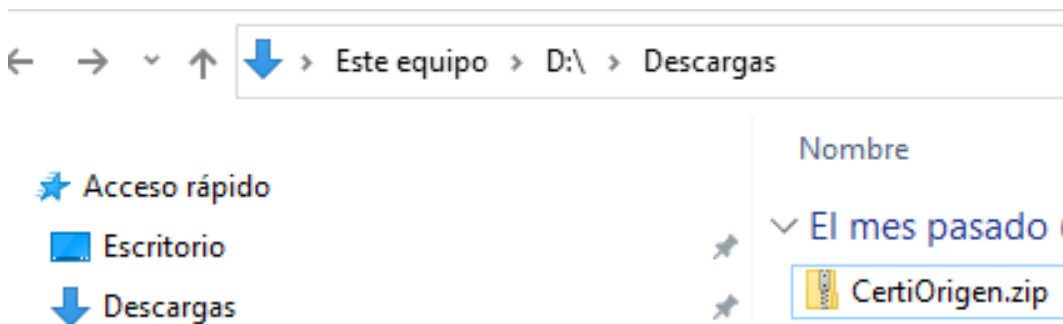 Este equipo > D:\ > Descargas
Nombre
Acceso rápido
El mes pasado (
Escritorio
CertiOrigen.zip
Descargas